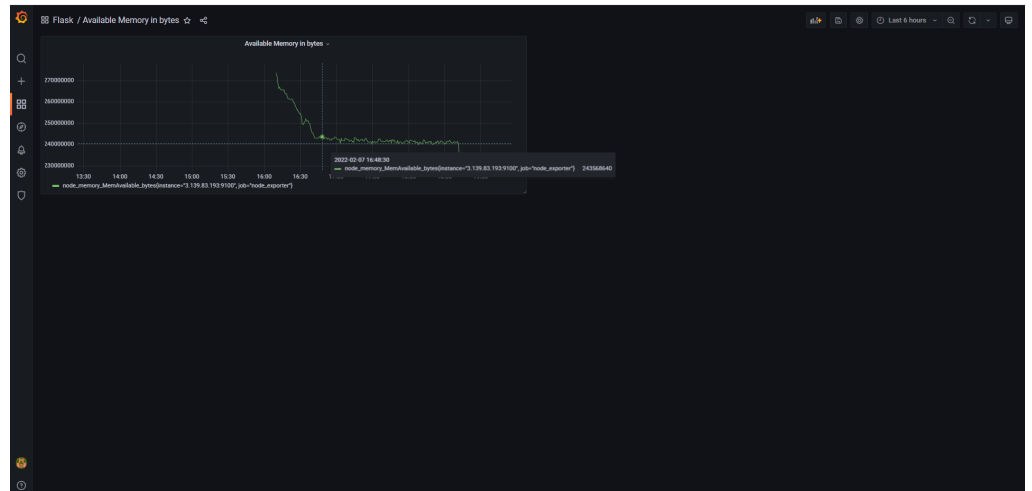 Flask / Available Memory in bytes
Last 6 hours
Available Memory in bytes
270000000
260000000
250000000
240000000
230000000
2022-02-07 16:48:30
node_memory_MemAvailable_bytes{instance="3.139.83.193:9100", job="node_exporter"} 243568640
13:30 14:00 14:30 15:00 15:30 16:00 16:30
node_memory_MemAvailable_bytes{instance="3.139.83.193:9100", job="node_exporter"}